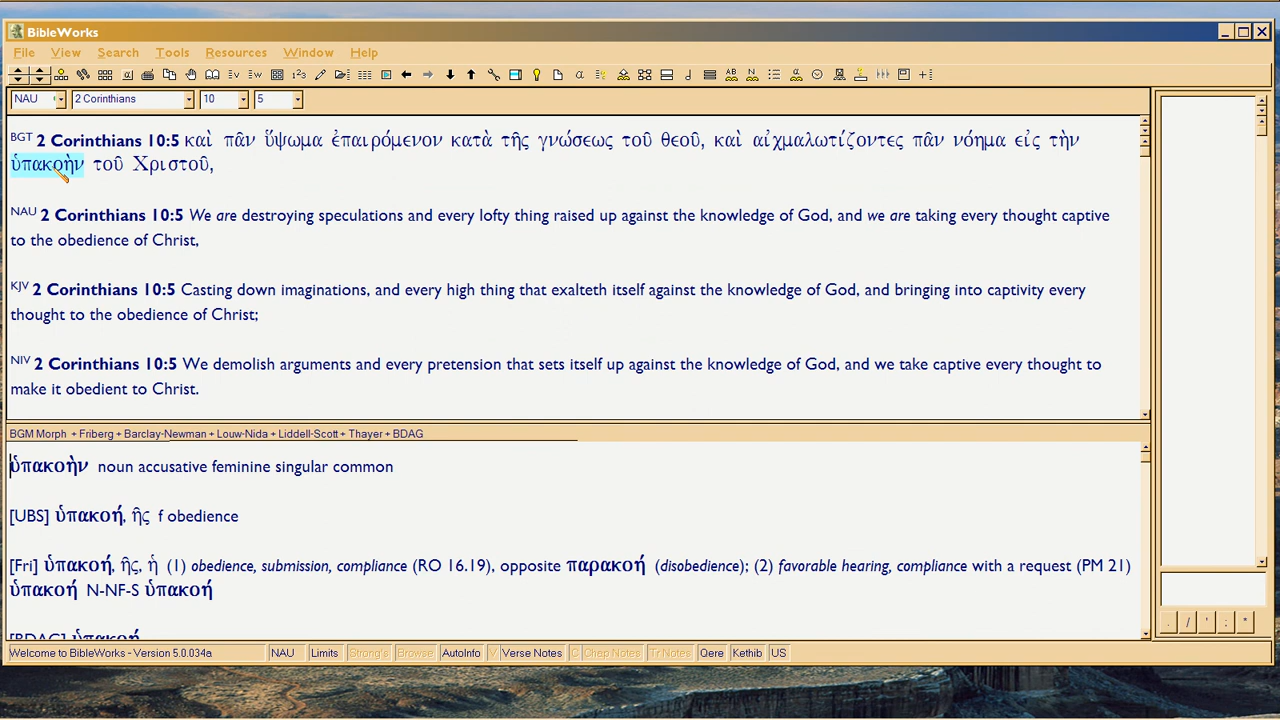 BibleWorks
File View Search Tools Resources Window Help
NAU 2 Corinthians 10 5
BGT 2 Corinthians 10:5 καὶ πᾶν ὕψωμα ἐπαιρόμενον κατὰ τῆς γνώσεως τοῦ θεοῦ, καὶ αἰχμαλωτίζοντες πᾶν νόημα εἰς τὴν
ὑπακοὴν τοῦ Χριστοῦ,
NAU 2 Corinthians 10:5 We are destroying speculations and every lofty thing raised up against the knowledge of God, and we are taking every thought captive
to the obedience of Christ,
KJV 2 Corinthians 10:5 Casting down imaginations, and every high thing that exalteth itself against the knowledge of God, and bringing into captivity every
thought to the obedience of Christ;
NIV 2 Corinthians 10:5 We demolish arguments and every pretension that sets itself up against the knowledge of God, and we take captive every thought to
make it obedient to Christ.
BGM Morph + Friberg + Barclay-Newman + Louw-Nida + Liddell-Scott + Thayer + BDAG
ὑπακοὴν noun accusative feminine singular common
[UBS] ὑπακοή, ῆς f obedience
[Fri] ὑπακοή, ῆς, ἡ (1) obedience, submission, compliance (RO 16.19), opposite παρακοή (disobedience); (2) favorable hearing, compliance with a request (PM 21)
ὑπακοή N-NF-S ὑπακοή
[BDAG] ὑπακοή
. / ' ; *
Welcome to BibleWorks - Version 5.0.034a NAU Limits Strong's Browse AutoInfo V Verse Notes C Chep Notes Tr Notes Qere Kethib US